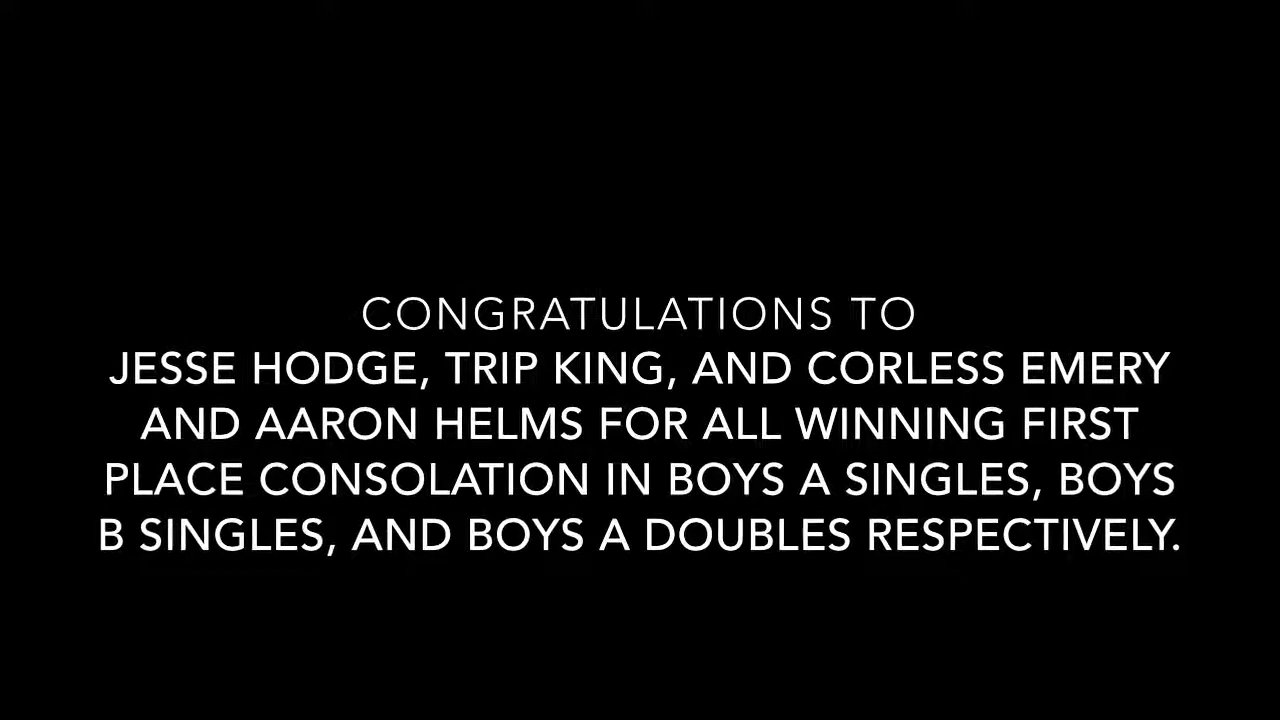 CONGRATULATIONS TO
JESSE HODGE, TRIP KING, AND CORLESS EMERY
AND AARON HELMS FOR ALL WINNING FIRST
PLACE CONSOLATION IN BOYS A SINGLES, BOYS
B SINGLES, AND BOYS A DOUBLES RESPECTIVELY.